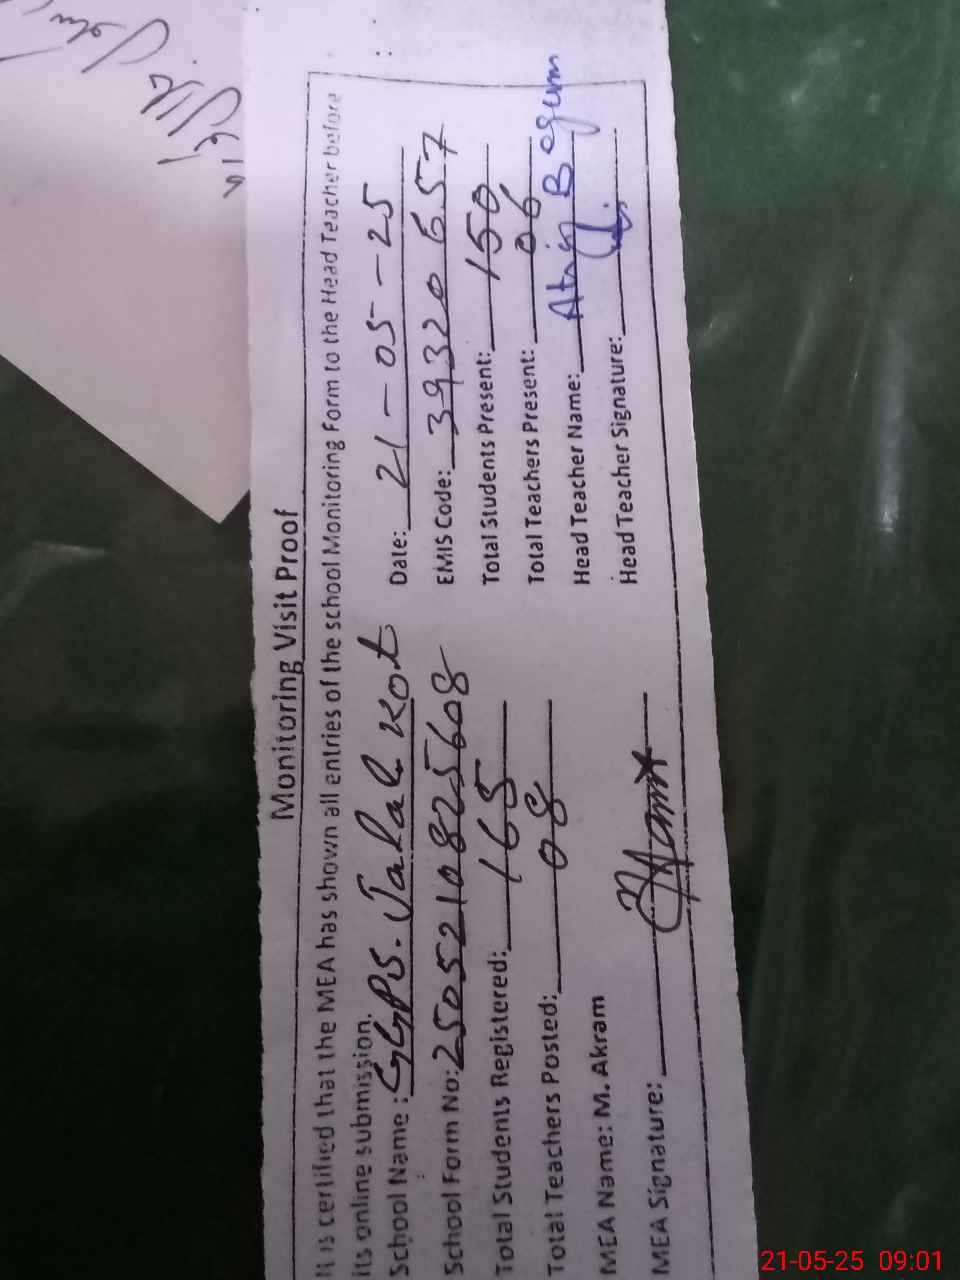 Monitoring Visit Proof
It is certified that the MEA has shown all entries of the school Monitoring Form to the Head Teacher before
its online submission.
School Name : GGPS. Jalal Kot Date: 21-05-25
School Form No: 2505210825608 EMIS Code: 39320657
Total Students Registered: 165 Total Students Present: 150
Total Teachers Posted: 08 Total Teachers Present: 06
MEA Name: M. Akram Head Teacher Name: Begum
MEA Signature: Head Teacher Signature:
21-05-25 09:01